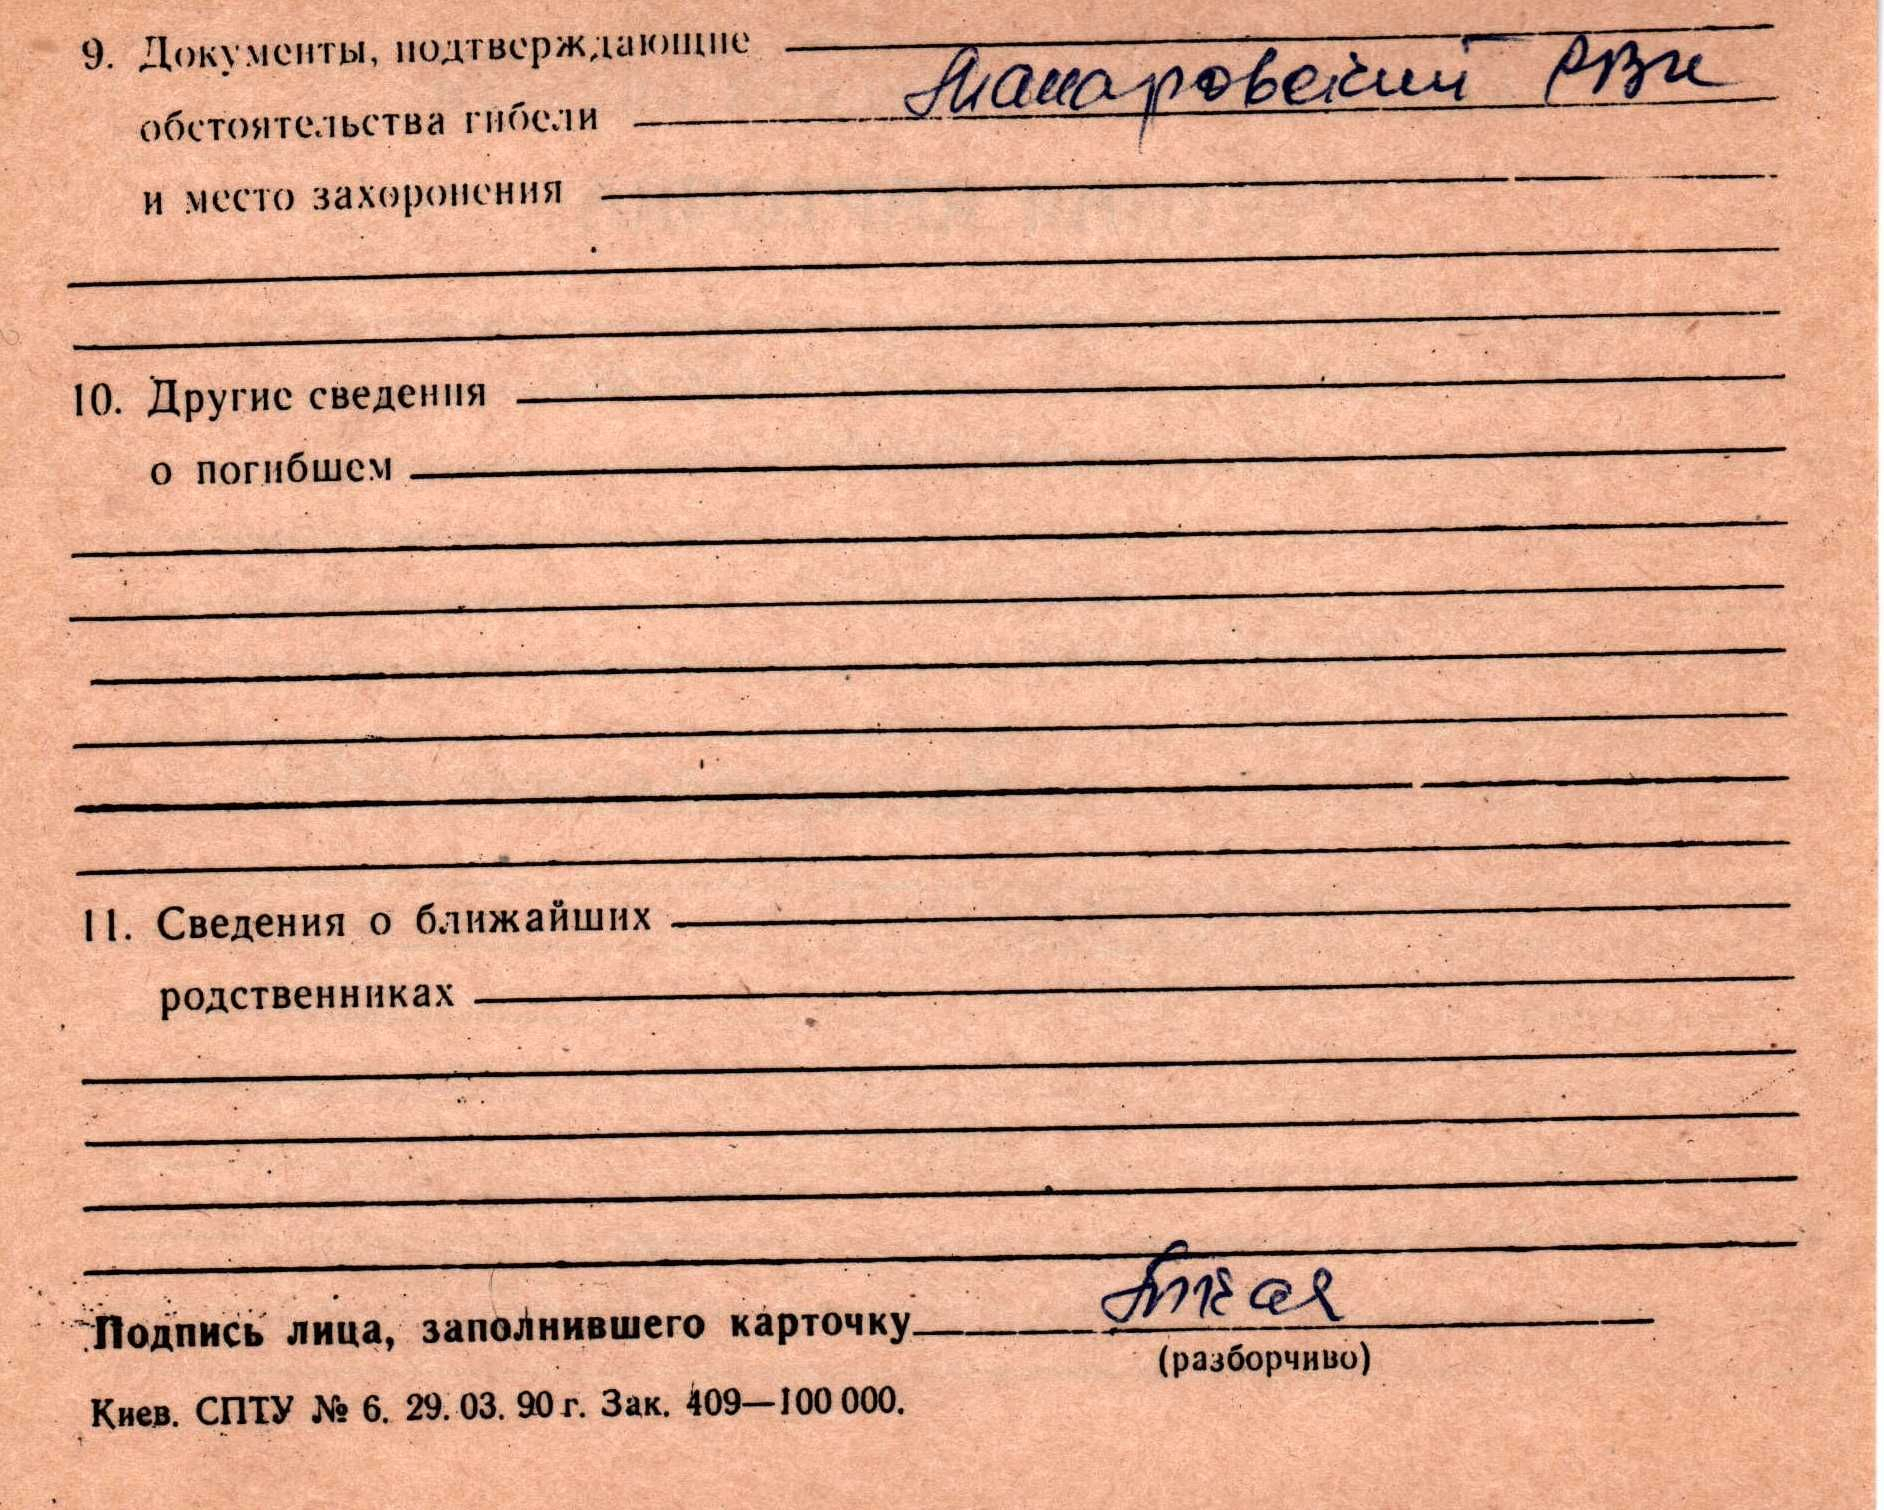 9. Документы, подтверждающие
Макаровский РВК
обстоятельства гибели
и место захоронения
10. Другие сведения
о погибшем
11. Сведения о ближайших
родственниках
Подпись лица, заполнившего карточку
(разборчиво)
Киев. СПТУ № 6. 29. 03. 90 г. Зак. 409—100 000.